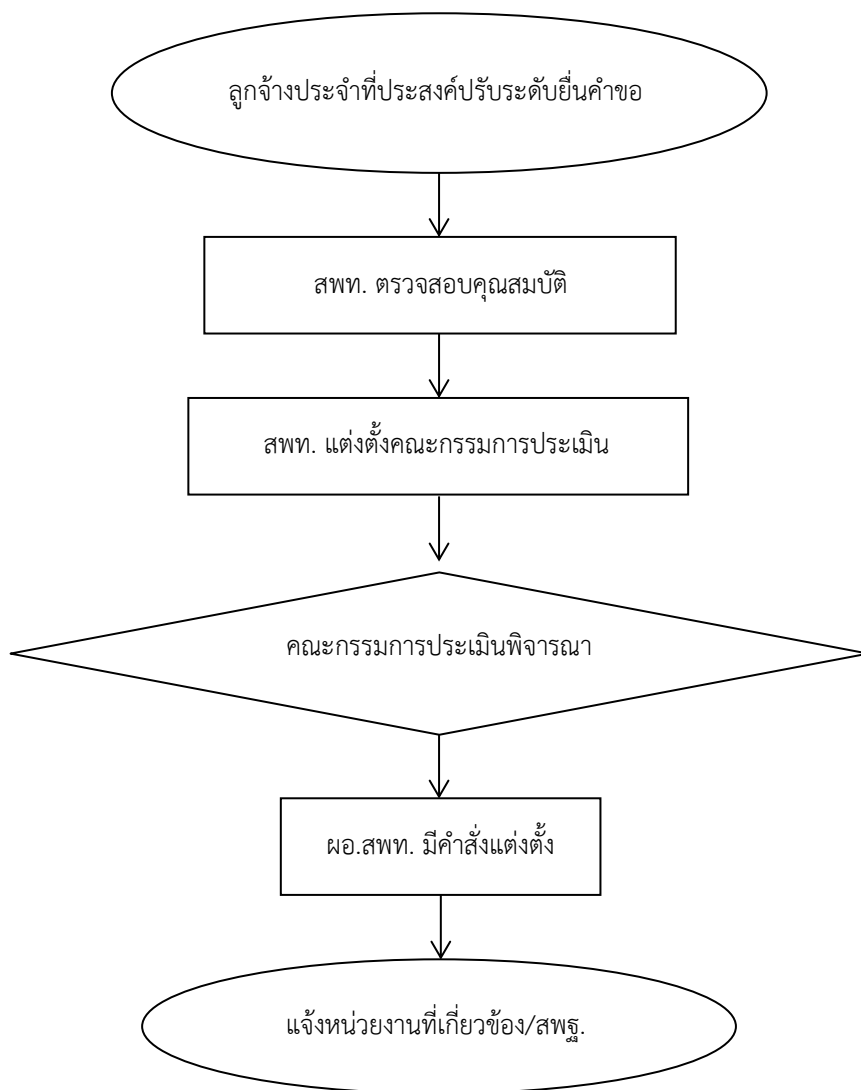 ลูกจ้างประจำที่ประสงค์ปรับระดับยื่นคำขอ
สพท. ตรวจสอบคุณสมบัติ
สพท. แต่งตั้งคณะกรรมการประเมิน
คณะกรรมการประเมินพิจารณา
ผอ.สพท. มีคำสั่งแต่งตั้ง
แจ้งหน่วยงานที่เกี่ยวข้อง/สพฐ.